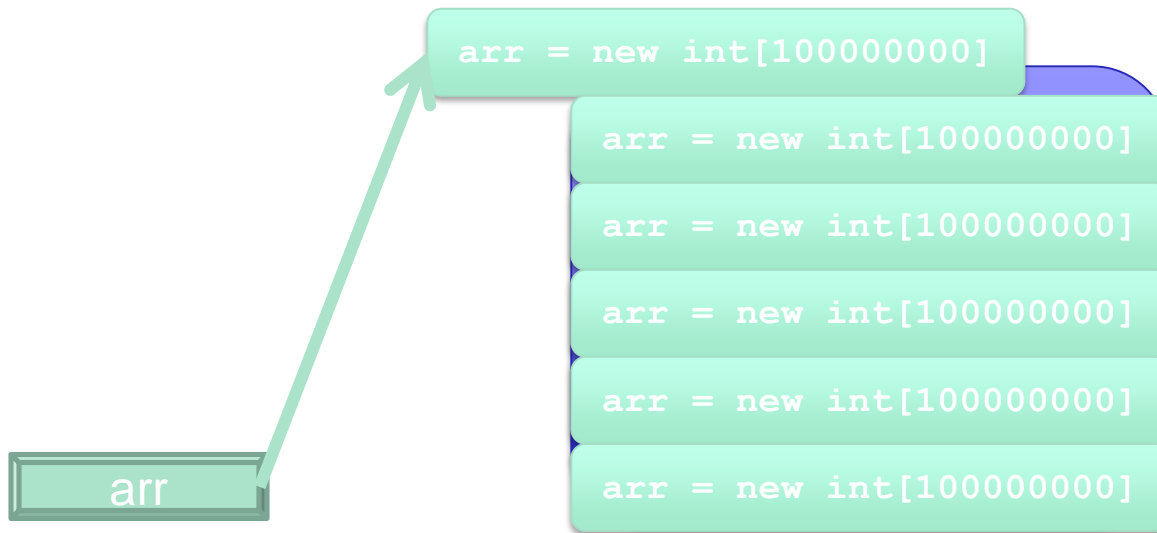 arr = new int[100000000]
arr = new int[100000000]
arr = new int[100000000]
arr = new int[100000000]
arr = new int[100000000]
arr = new int[100000000]
arr